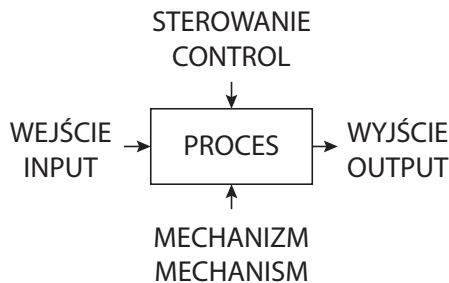 STEROWANIE
CONTROL
WEJŚCIE
INPUT
PROCES
WYJŚCIE
OUTPUT
MECHANIZM
MECHANISM